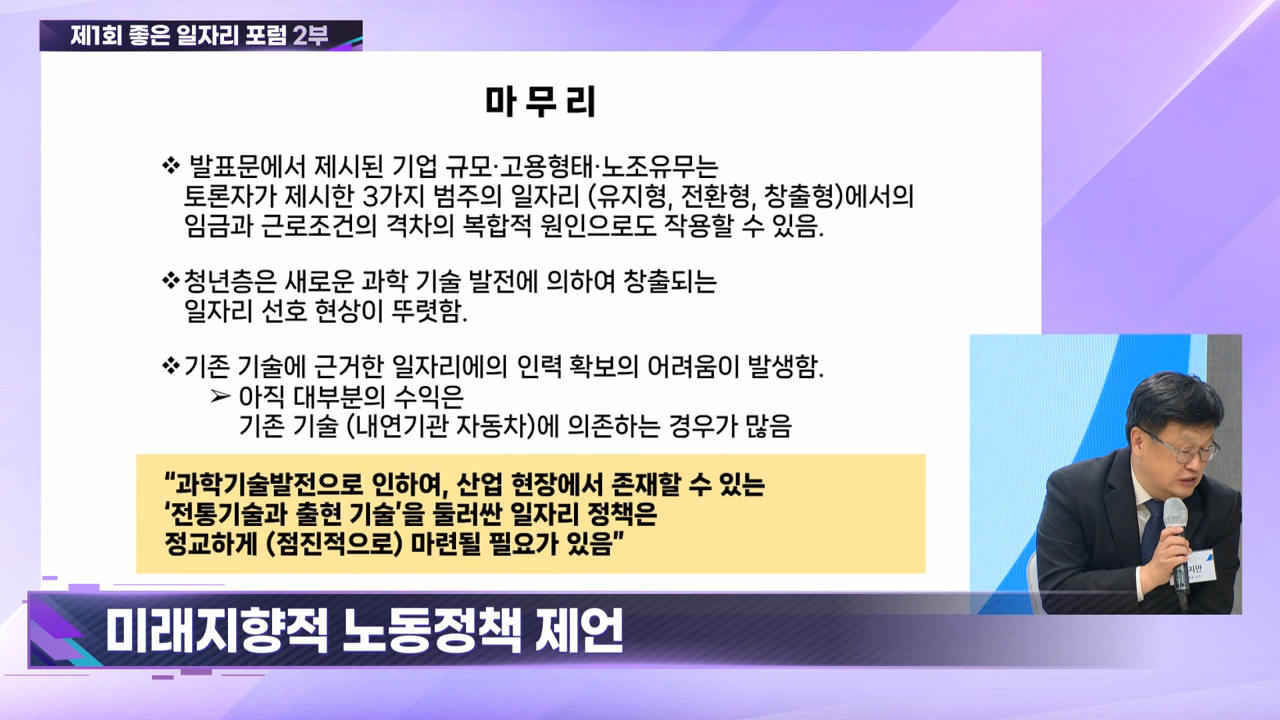 제1회 좋은 일자리 포럼 2부
마 무 리
❖ 발표문에서 제시된 기업 규모·고용형태·노조유무는
토론자가 제시한 3가지 범주의 일자리 (유지형, 전환형, 창출형)에서의
임금과 근로조건의 격차의 복합적 원인으로도 작용할 수 있음.
❖청년층은 새로운 과학 기술 발전에 의하여 창출되는
일자리 선호 현상이 뚜렷함.
❖기존 기술에 근거한 일자리에의 인력 확보의 어려움이 발생함.
➢ 아직 대부분의 수익은
기존 기술 (내연기관 자동차)에 의존하는 경우가 많음
“과학기술발전으로 인하여, 산업 현장에서 존재할 수 있는
‘전통기술과 출현 기술’을 둘러싼 일자리 정책은
정교하게 (점진적으로) 마련될 필요가 있음”
지만
미래지향적 노동정책 제언